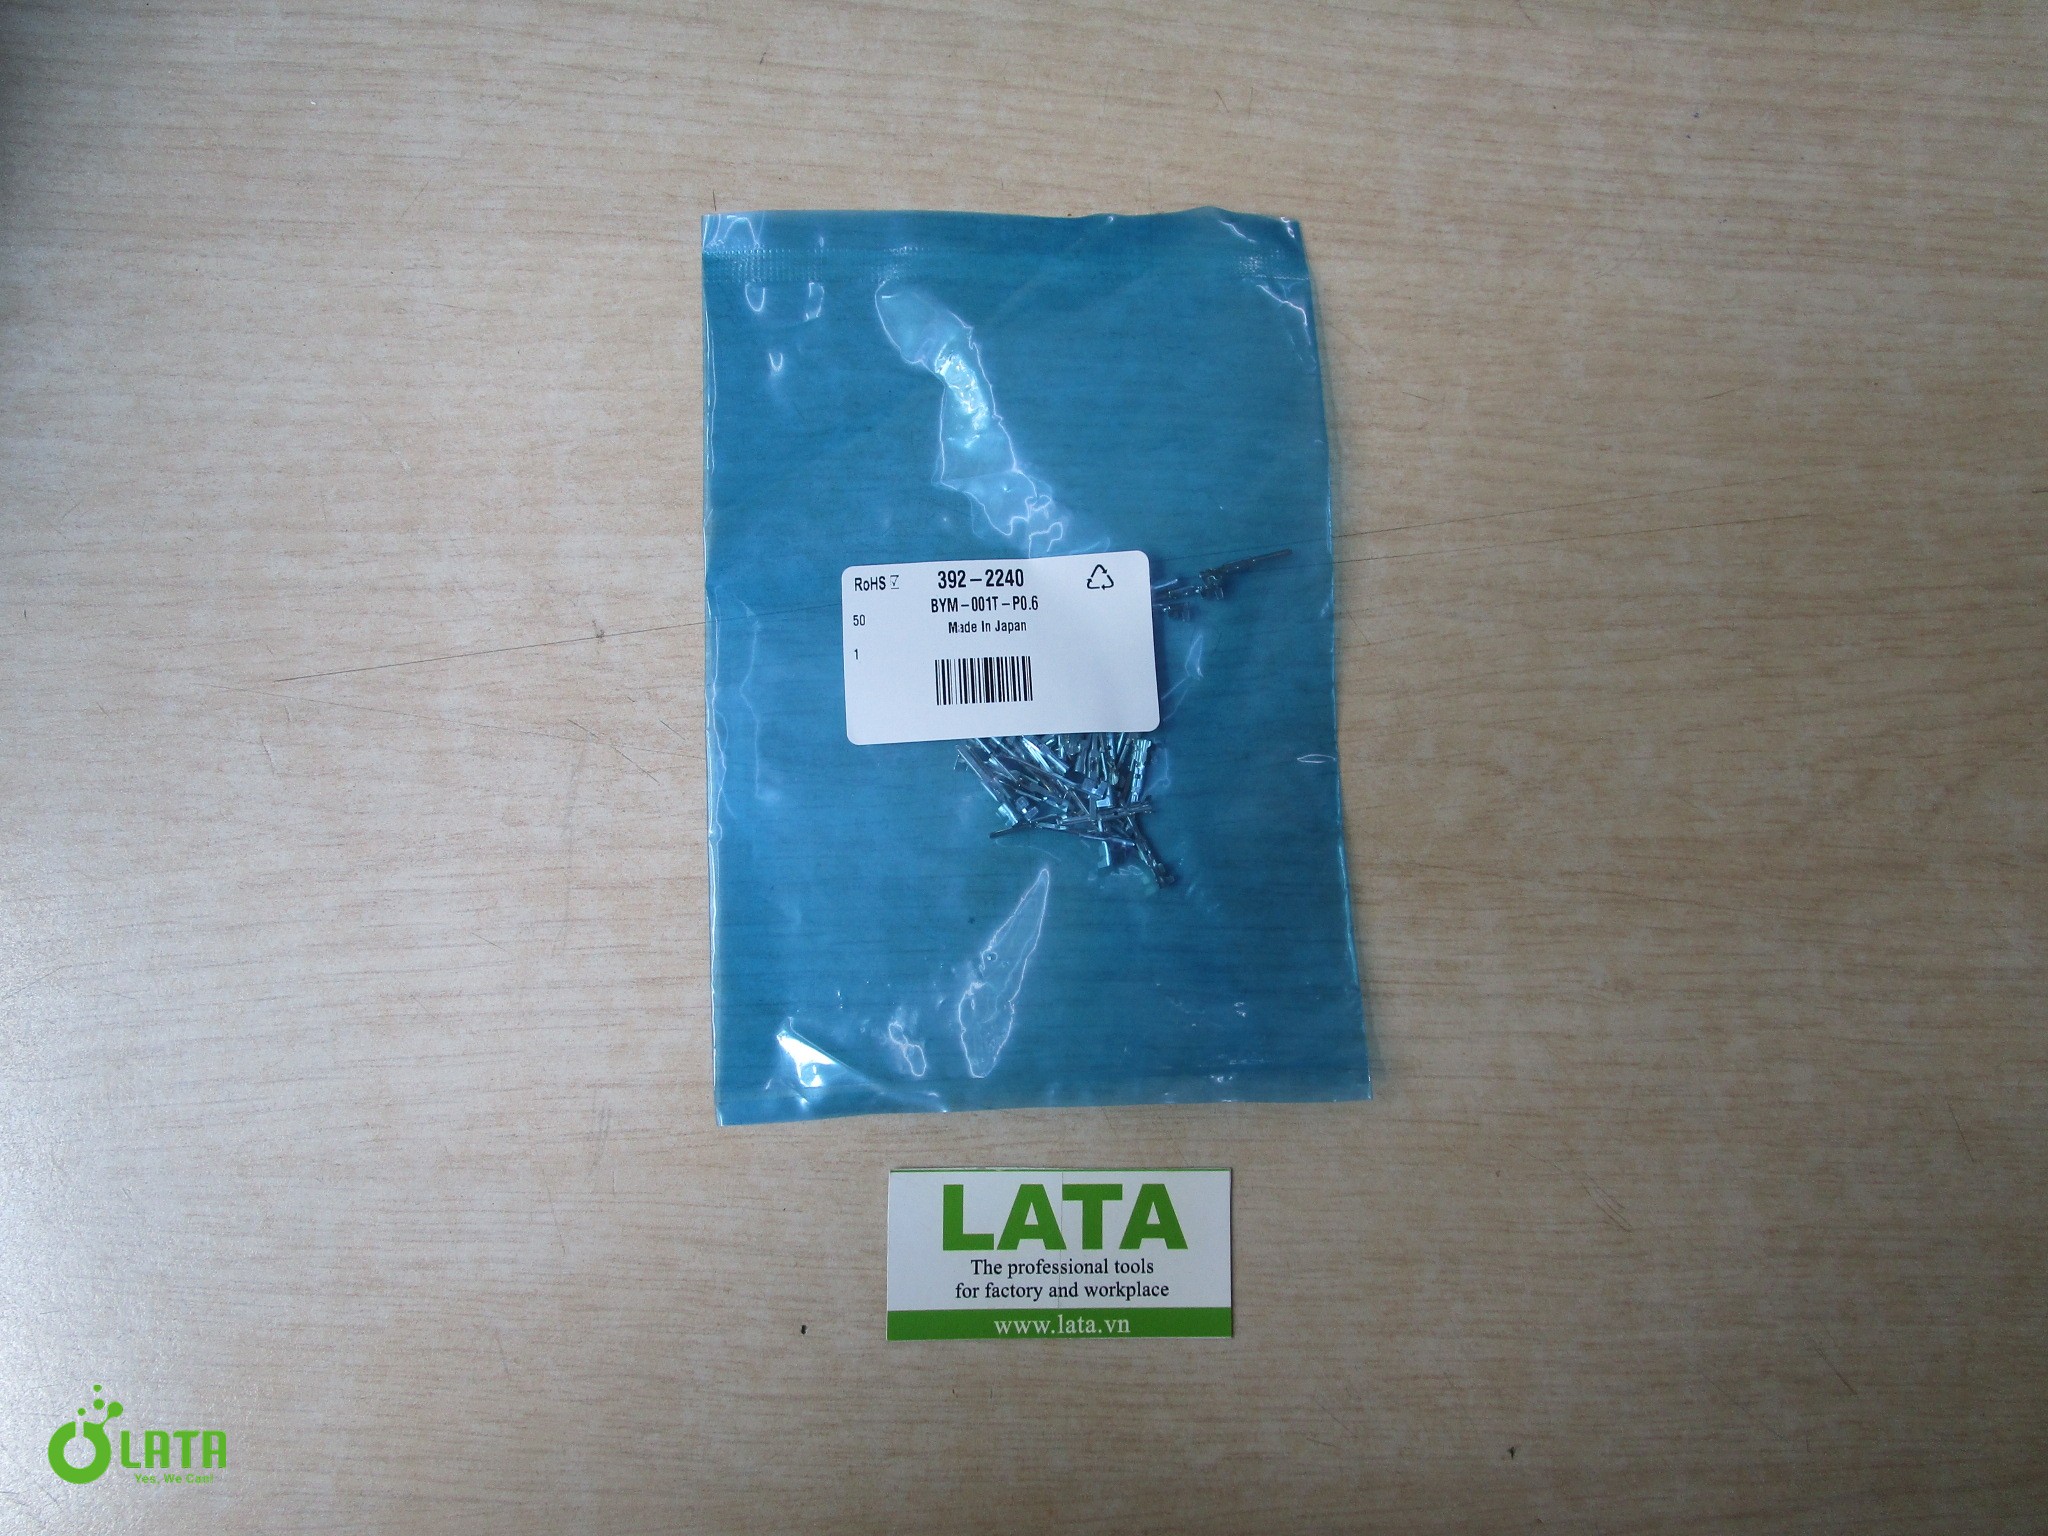 RoHS
392-2240
BYM-001T-P0.6
50
Made In Japan
1
LATA
The professional tools
for factory and workplace
www.lata.vn
LATA
Yes, We Can!